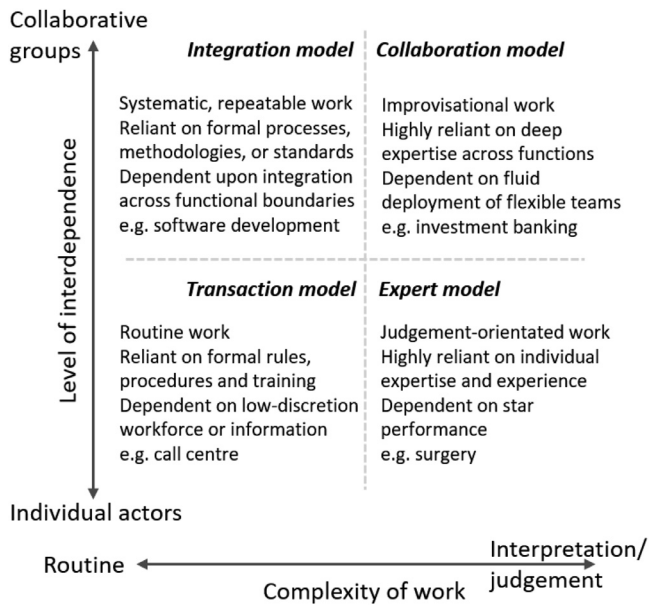 Collaborative
groups
Integration model
Systematic, repeatable work
Reliant on formal processes,
methodologies, or standards
Dependent upon integration
across functional boundaries
e.g. software development
Collaboration model
Improvisational work
Highly reliant on deep
expertise across functions
Dependent on fluid
deployment of flexible teams
e.g. investment banking
Level of interdependence
Transaction model
Routine work
Reliant on formal rules,
procedures and training
Dependent on low-discretion
workforce or information
e.g. call centre
Expert model
Judgement-orientated work
Highly reliant on individual
expertise and experience
Dependent on star
performance
e.g. surgery
Individual actors
Routine
Interpretation/
judgement
Complexity of work